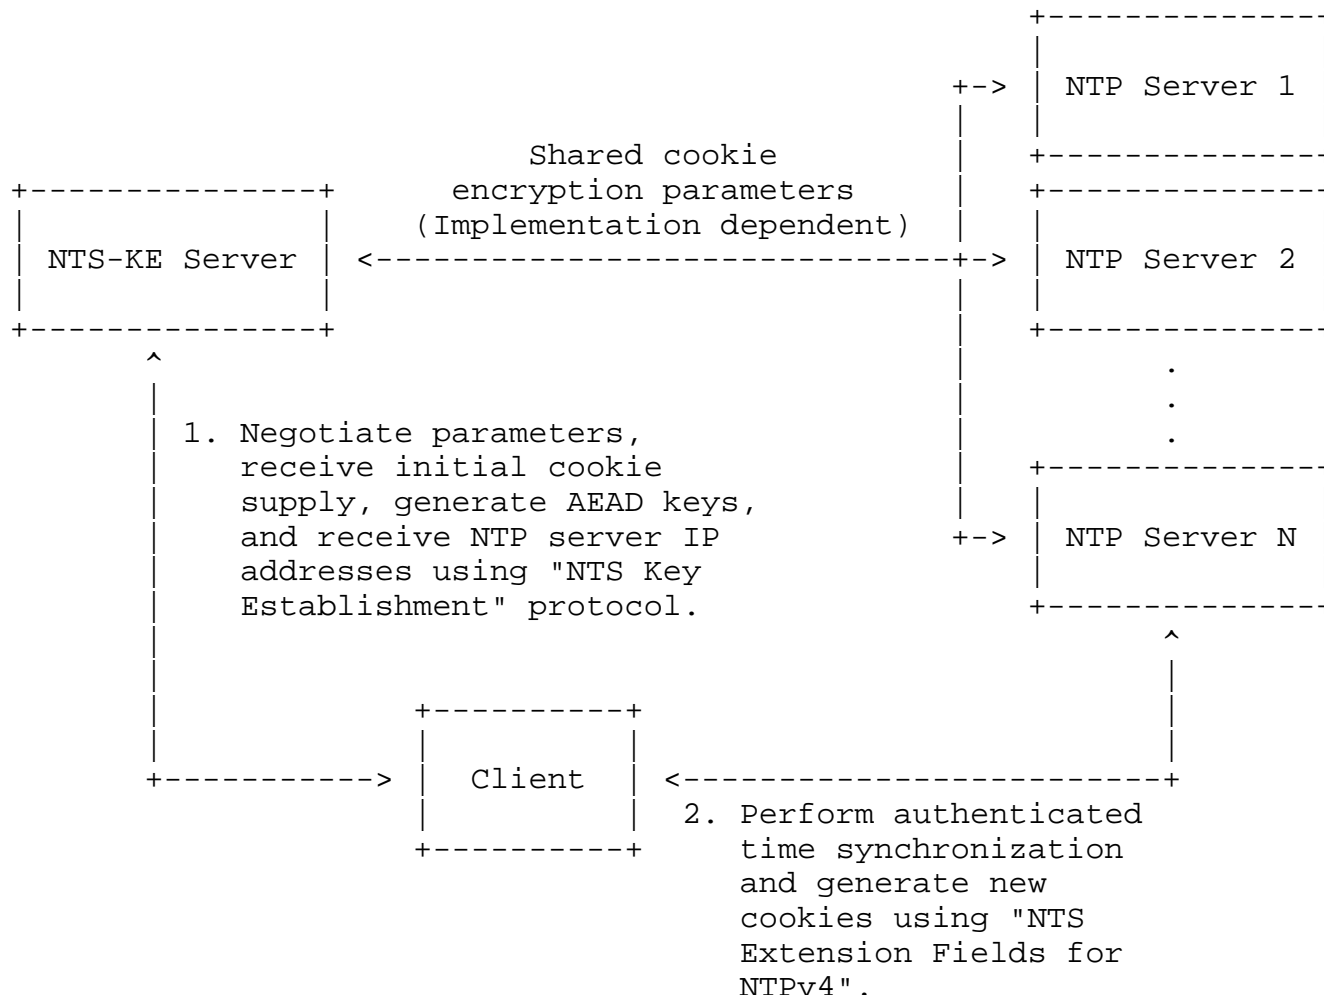 NTP Server 1
Shared cookie
encryption parameters
(Implementation dependent)
NTS-KE Server
NTP Server 2
.
.
.
1. Negotiate parameters,
receive initial cookie
supply, generate AEAD keys,
and receive NTP server IP
addresses using "NTS Key
Establishment" protocol.
NTP Server N
Client
2. Perform authenticated
time synchronization
and generate new
cookies using "NTS
Extension Fields for
NTPv4".